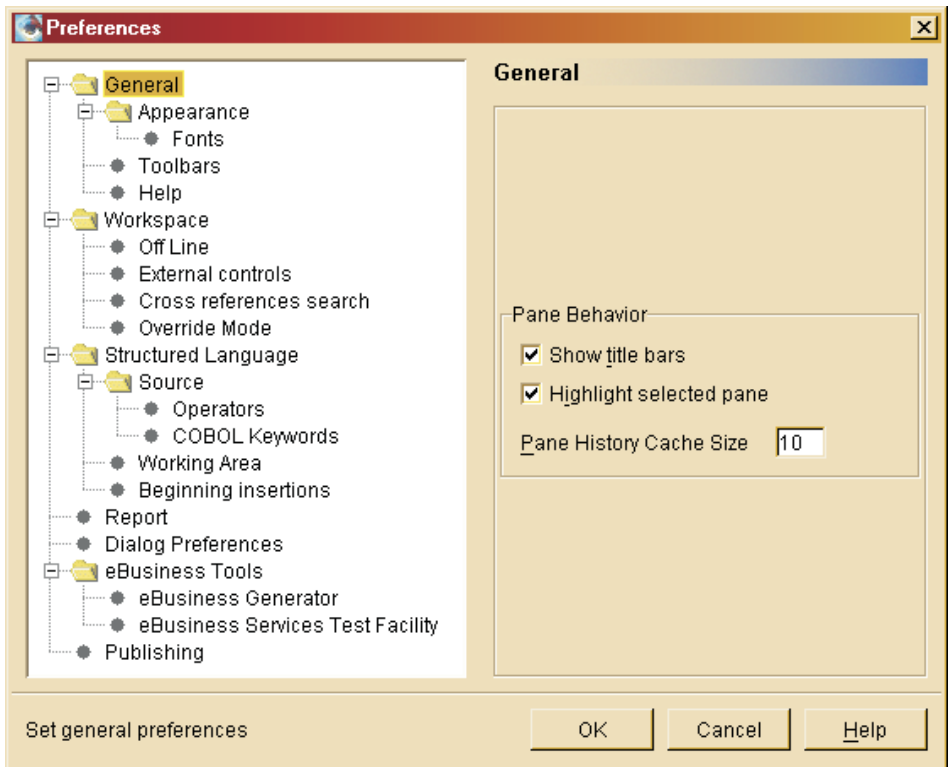 Preferences
General
Appearance
Fonts
Toolbars
Help
Workspace
Off Line
External controls
Cross references search
Override Mode
Structured Language
Source
Operators
COBOL Keywords
Working Area
Beginning insertions
Report
Dialog Preferences
eBusiness Tools
eBusiness Generator
eBusiness Services Test Facility
Publishing
General
Pane Behavior
Show title bars
Highlight selected pane
Pane History Cache Size 10
Set general preferences
OK Cancel Help